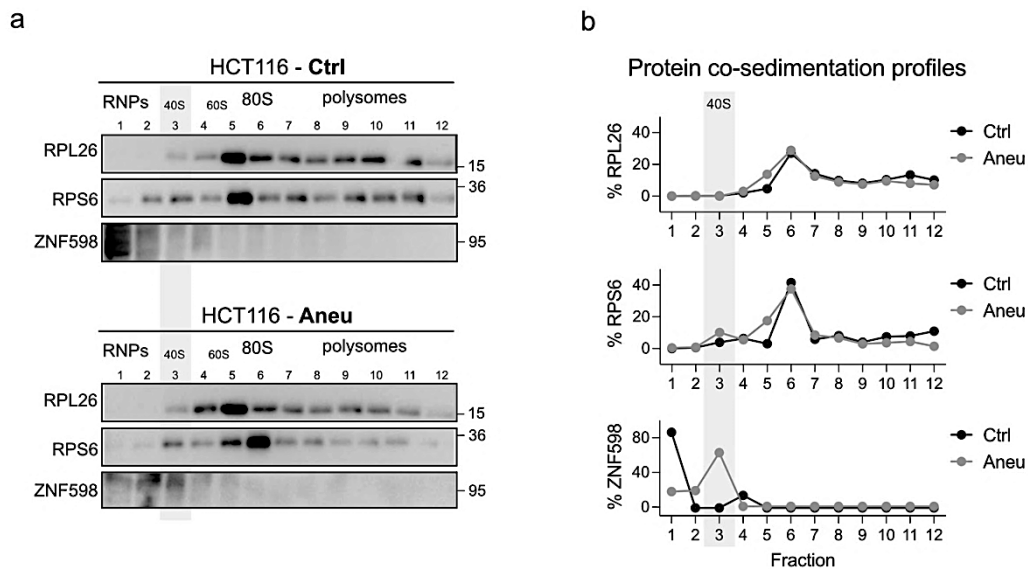 a
HCT116 - Ctrl
RNPs 40S 60S 80S polysomes
1 2 3 4 5 6 7 8 9 10 11 12
RPL26
15
RPS6
36
ZNF598
95
HCT116 - Aneu
RNPs 40S 60S 80S polysomes
1 2 3 4 5 6 7 8 9 10 11 12
RPL26
15
RPS6
36
ZNF598
95
b
Protein co-sedimentation profiles
40S
% RPL26
40
20
0
1 2 3 4 5 6 7 8 9 10 11 12
Ctrl
Aneu
% RPS6
40
20
0
1 2 3 4 5 6 7 8 9 10 11 12
Ctrl
Aneu
% ZNF598
80
40
0
1 2 3 4 5 6 7 8 9 10 11 12
Ctrl
Aneu
Fraction